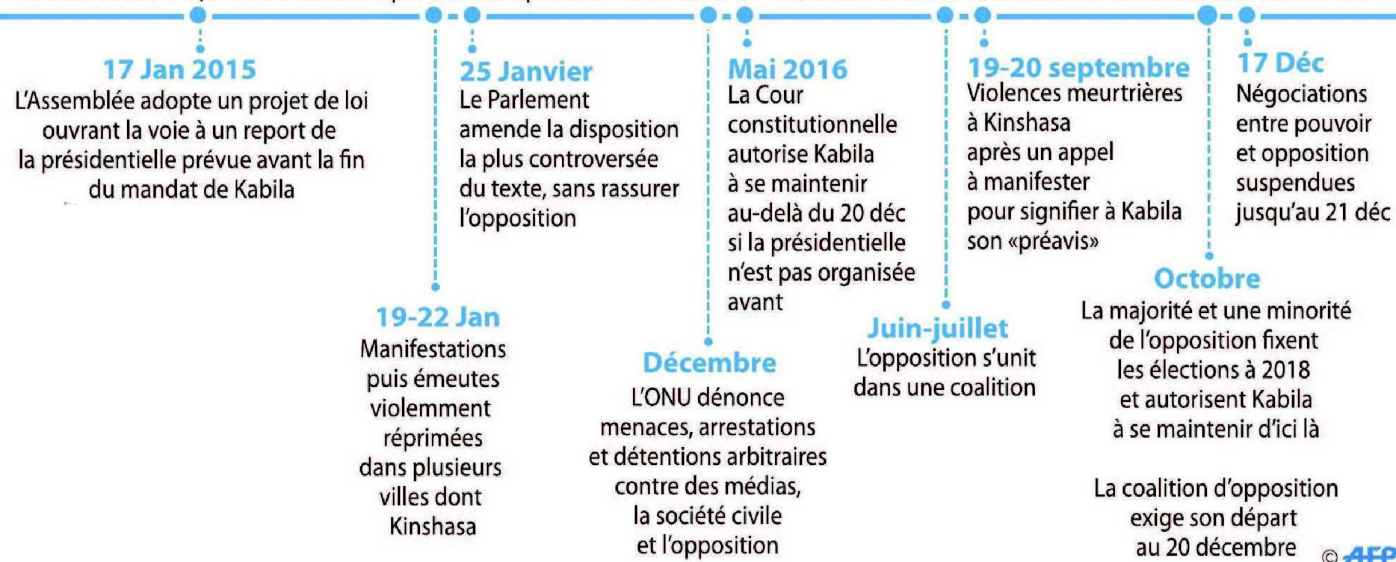 17 Jan 2015
L'Assemblée adopte un projet de loi
ouvrant la voie à un report de
la présidentielle prévue avant la fin
du mandat de Kabila
19-22 Jan
Manifestations
puis émeutes
violemment
réprimées
dans plusieurs
villes dont
Kinshasa
25 Janvier
Le Parlement
amende la disposition
la plus controversée
du texte, sans rassurer
l'opposition
Décembre
L'ONU dénonce
menaces, arrestations
et détentions arbitraires
contre des médias,
la société civile
et l'opposition
Mai 2016
La Cour
constitutionnelle
autorise Kabila
à se maintenir
au-delà du 20 déc
si la présidentielle
n'est pas organisée
avant
Juin-juillet
L'opposition s'unit
dans une coalition
19-20 septembre
Violences meurtrières
à Kinshasa
après un appel
à manifester
pour signifier à Kabila
son «préavis»
Octobre
La majorité et une minorité
de l'opposition fixent
les élections à 2018
et autorisent Kabila
à se maintenir d'ici là
La coalition d'opposition
exige son départ
au 20 décembre
17 Déc
Négociations
entre pouvoir
et opposition
suspendues
jusqu'au 21 déc
© AFP